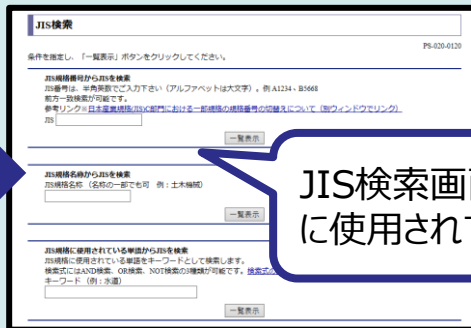 JIS検索
PS-020-0120
条件を指定し、「一覧表示」ボタンをクリックしてください。
JIS規格番号からJISを検索
JIS番号は、半角英数でご入力下さい（アルファベットは大文字）。例 A1234、B5668
前方一致検索が可能です。
参考リンク※日本産業規格(JIS)C部門における一部規格の規格番号の切替えについて（別ウィンドウでリンク）
JIS
一覧表示
JIS規格名称からJISを検索
JIS規格名称（名称の一部でも可　例：土木機械）
一覧表示
JIS規格に使用されている単語からJISを検索
JIS規格に使用されている単語をキーワードとして検索します。
検索式にはAND検索、OR検索、NOT検索の3種類が可能です。検索式の
キーワード（例：水道）
一覧表示
JIS検索画
に使用され